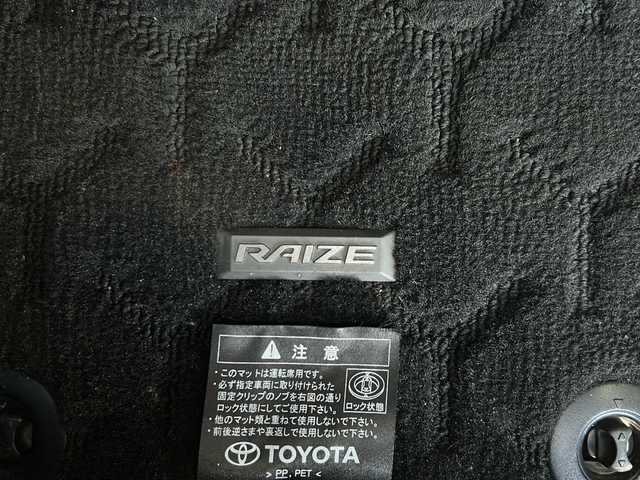 RAIZE
注意
・このマットは運転席用です。
・必ず指定車両に取り付けられた
固定クリップのノブを右図の通り
ロック状態にしてご使用下さい。
ロック状態
・他のマット類と重ねて使用しないで下さい。
・前後逆さまや裏返しで使用しないで下さい。
TOYOTA
> PP, PET <